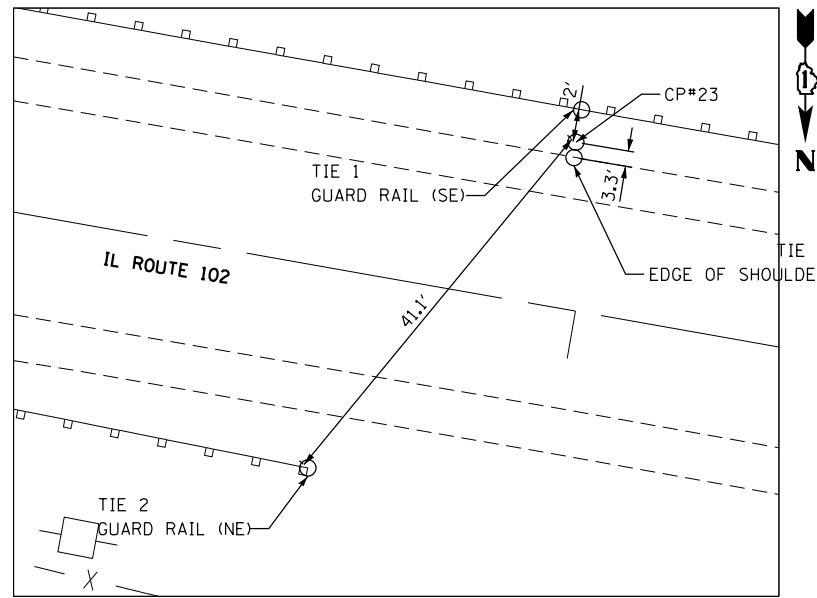 2'
CP#23
TIE 1
GUARD RAIL (SE)
3.3'
TIE
EDGE OF SHOULDE
IL ROUTE 102
41.1'
TIE 2
GUARD RAIL (NE)
X
1
N